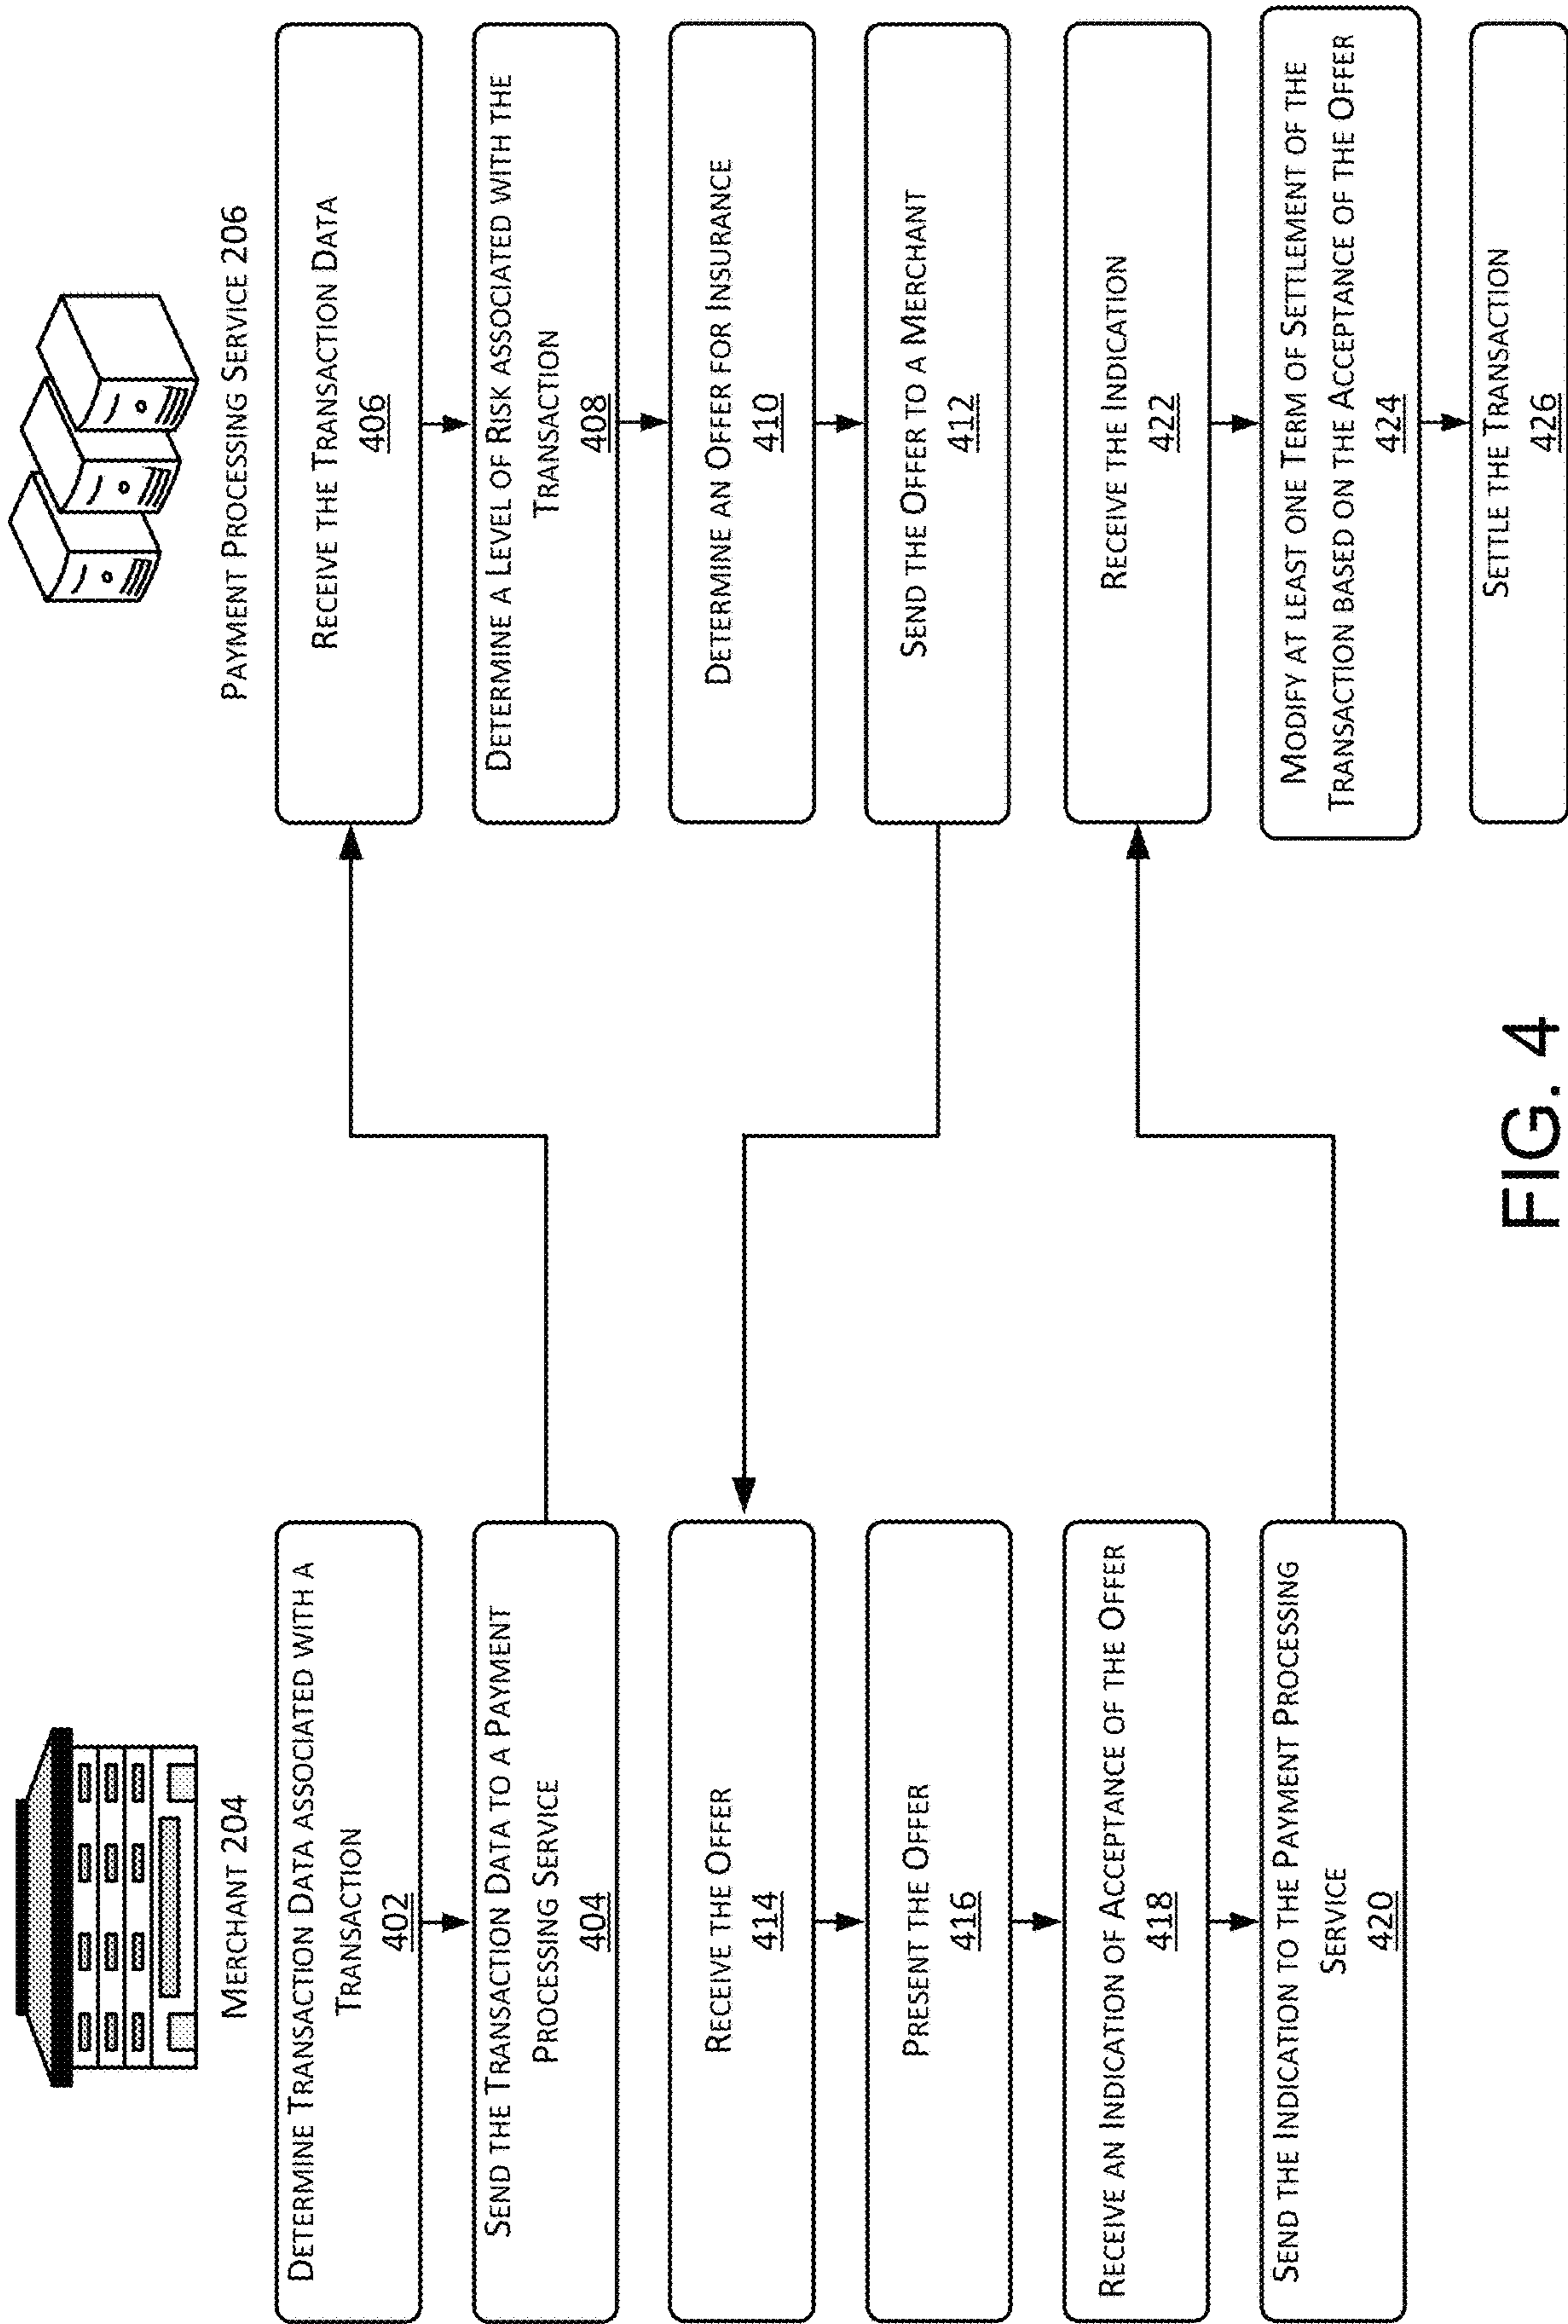 MERCHANT 204
DETERMINE TRANSACTION DATA ASSOCIATED WITH A
TRANSACTION
402
SEND THE TRANSACTION DATA TO A PAYMENT
PROCESSING SERVICE
404
RECEIVE THE OFFER
414
PRESENT THE OFFER
416
RECEIVE AN INDICATION OF ACCEPTANCE OF THE OFFER
418
SEND THE INDICATION TO THE PAYMENT PROCESSING
SERVICE
420
PAYMENT PROCESSING SERVICE 206
RECEIVE THE TRANSACTION DATA
406
DETERMINE A LEVEL OF RISK ASSOCIATED WITH THE
TRANSACTION
408
DETERMINE AN OFFER FOR INSURANCE
410
SEND THE OFFER TO A MERCHANT
412
RECEIVE THE INDICATION
422
MODIFY AT LEAST ONE TERM OF SETTLEMENT OF THE
TRANSACTION BASED ON THE ACCEPTANCE OF THE OFFER
424
SETTLE THE TRANSACTION
426
FIG. 4